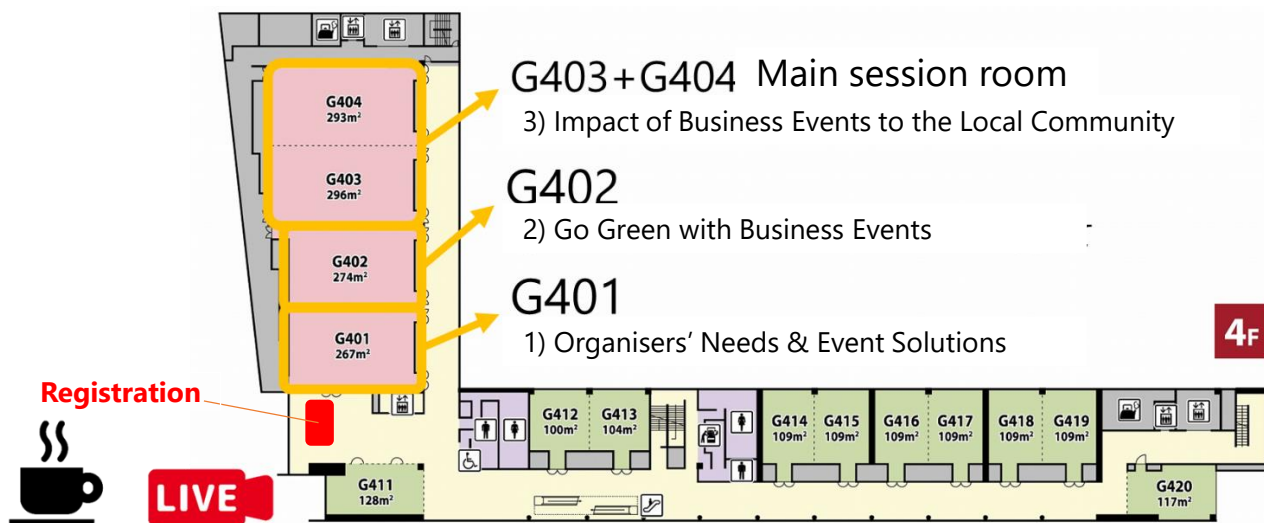 G403+G404 Main session room
3) Impact of Business Events to the Local Community
G402
2) Go Green with Business Events
G401
1) Organisers' Needs & Event Solutions
4F
G404
293m²
G403
296m²
G402
274m²
G401
267m²
Registration
LIVE
G411
128m²
G412
100m²
G413
104m²
G414
109m²
G415
109m²
G416
109m²
G417
109m²
G418
109m²
G419
109m²
G420
117m²